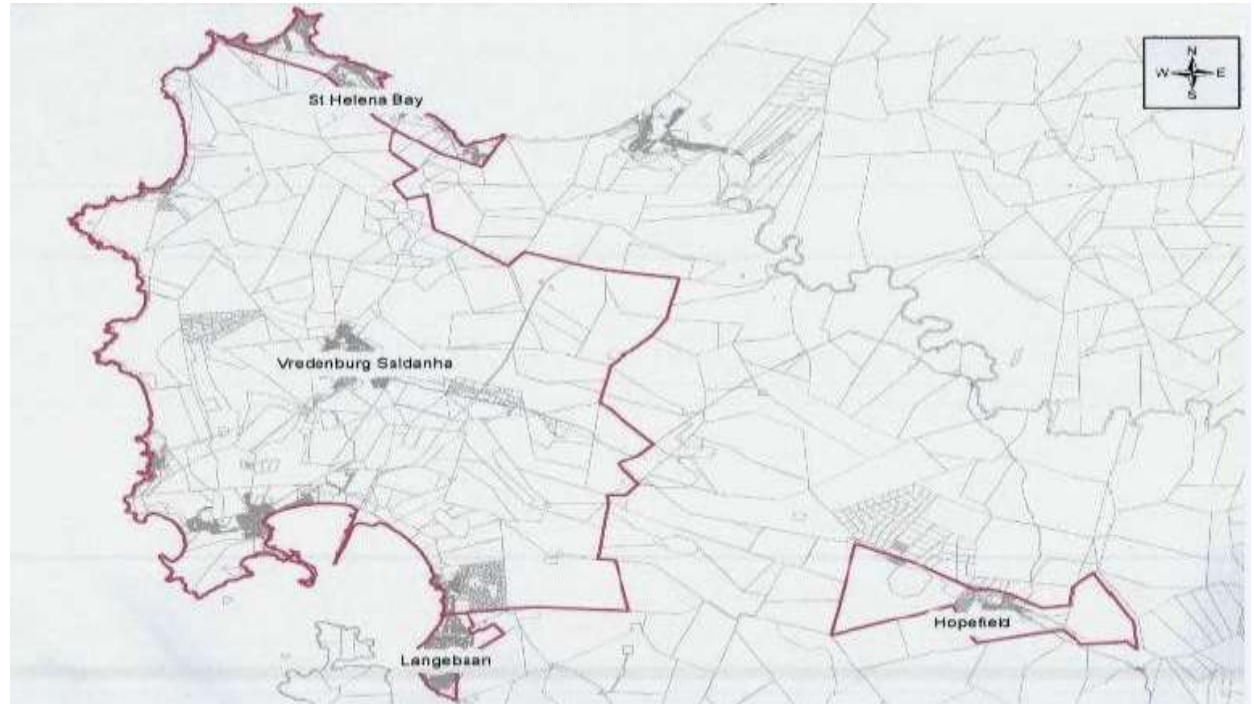 N
W E
S
St Helena Bay
Vredenburg Saldanha
Hopefield
Langebaan